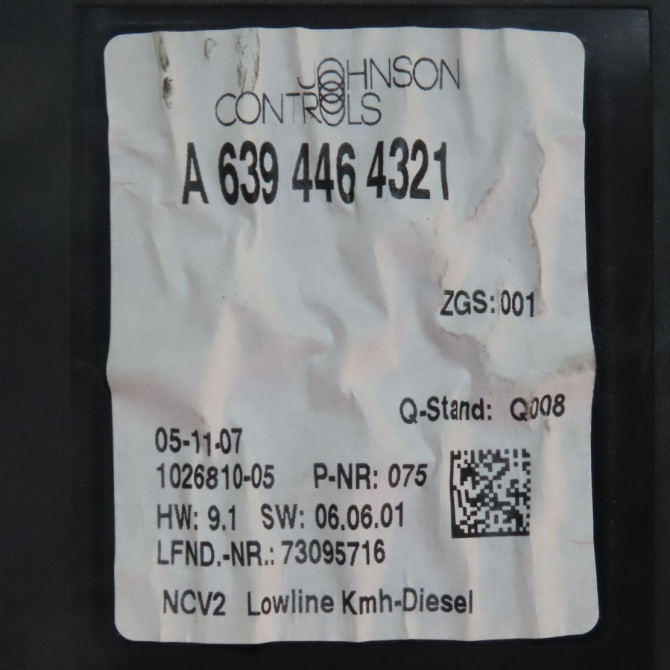 JOHNSON
CONTROLS
A 639 446 4321
ZGS: 001
Q-Stand: Q008
05-11-07
1026810-05 P-NR: 075
HW: 9.1 SW: 06.06.01
LFND.-NR.: 73095716
NCV2 Lowline Kmh-Diesel